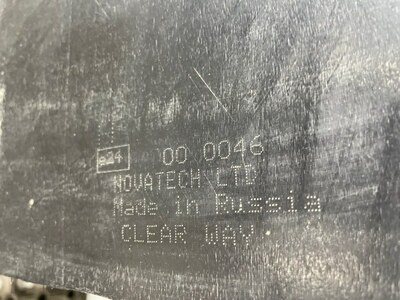 e24 00 0046
NOVATECH LTD
Made in Russia
CLEAR WAY